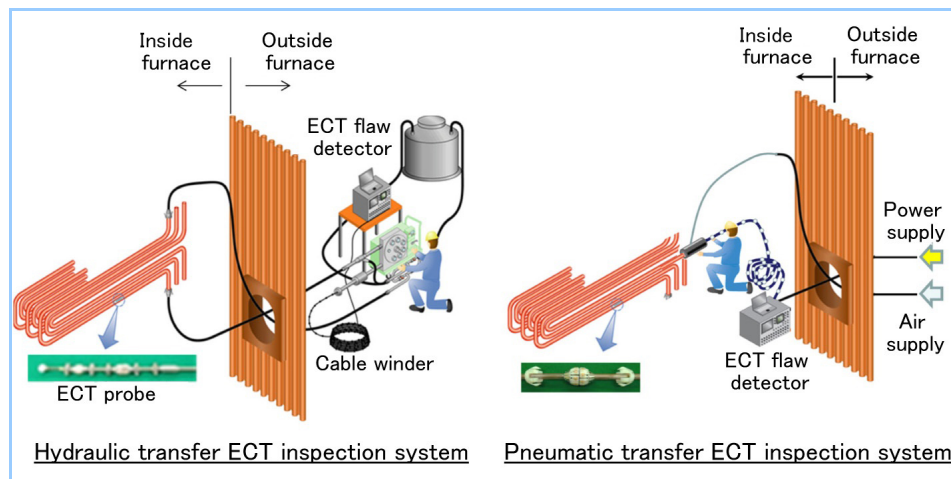 Inside
furnace
Outside
furnace
ECT flaw
detector
Cable winder
ECT probe
Hydraulic transfer ECT inspection system
Inside
furnace
Outside
furnace
Power
supply
Air
supply
ECT flaw
detector
Pneumatic transfer ECT inspection system